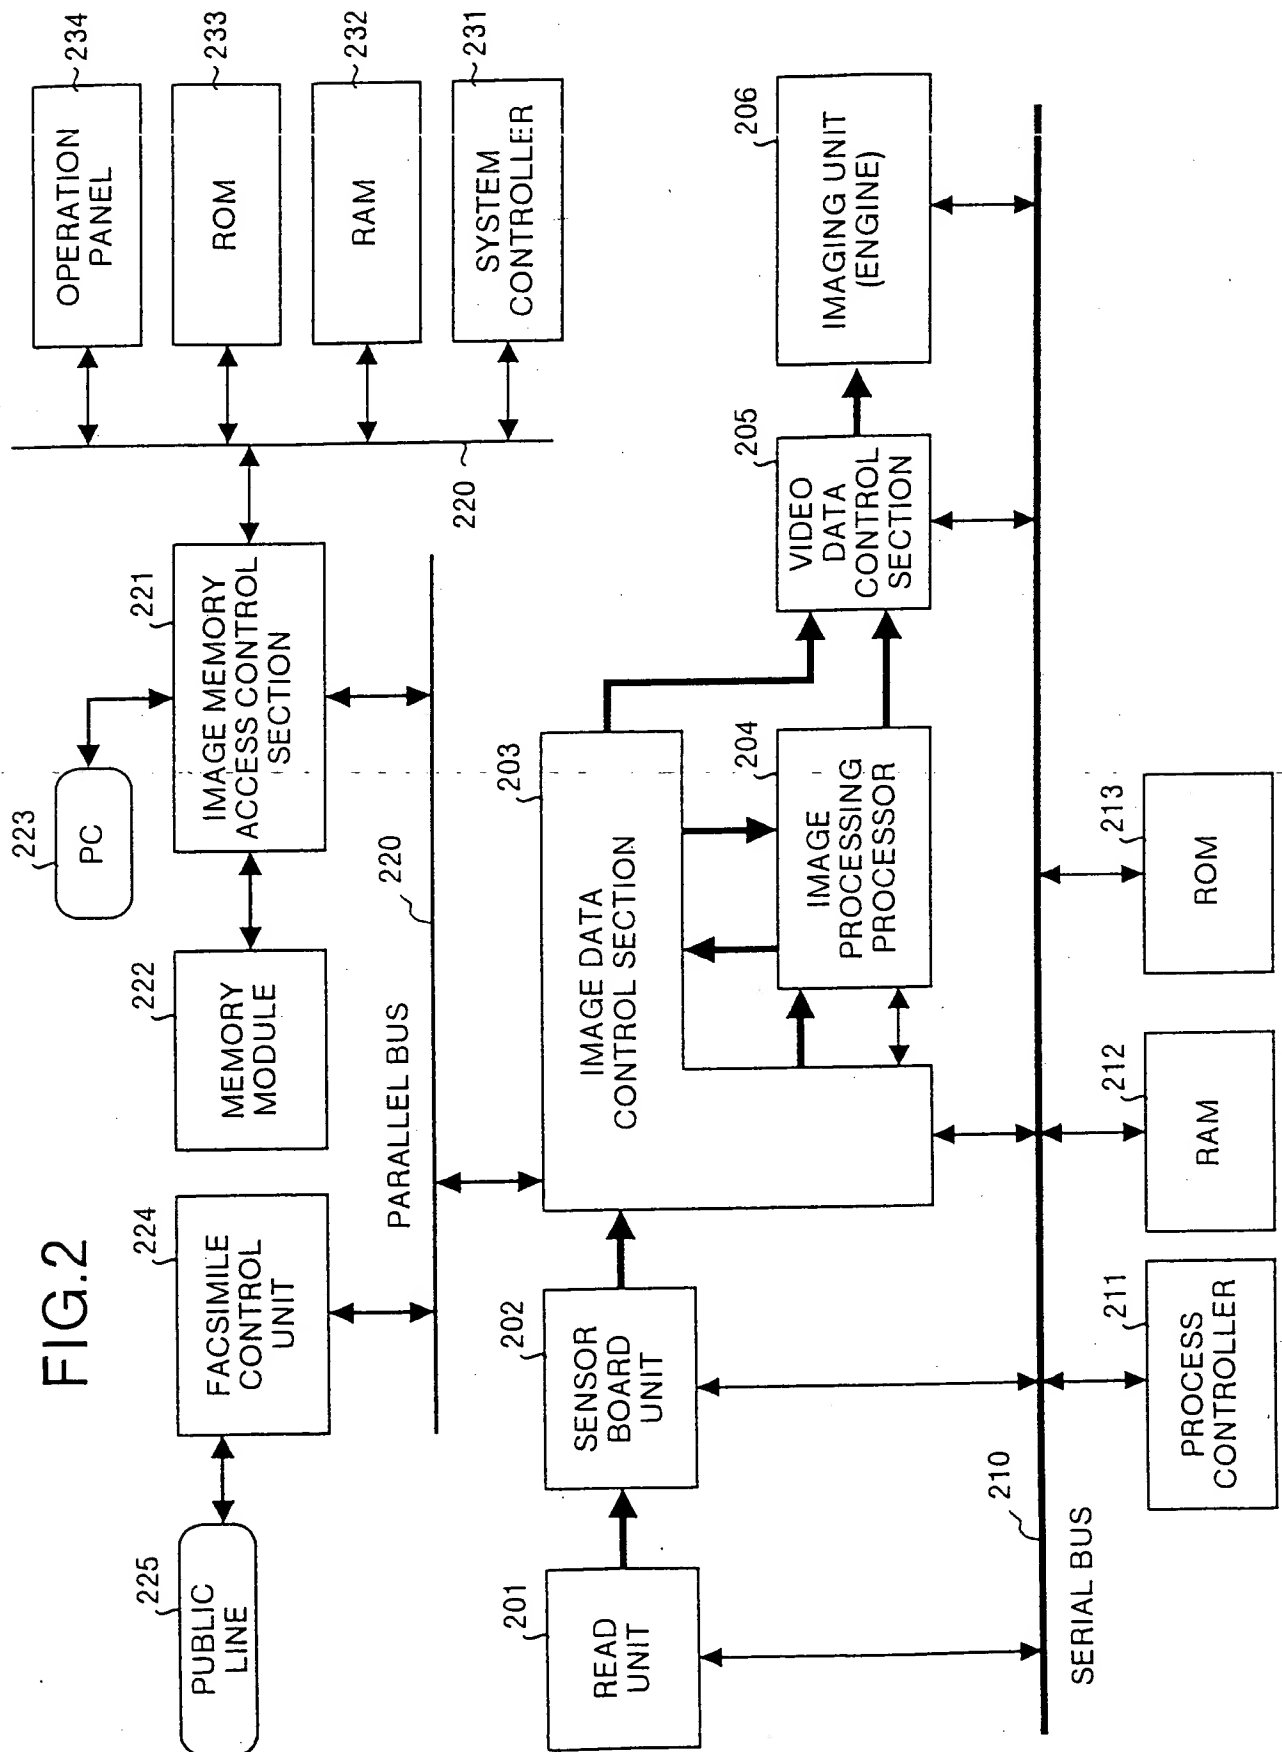 FIG.2
225
PUBLIC
LINE
224
FACSIMILE
CONTROL
UNIT
222
MEMORY
MODULE
223
PC
221
IMAGE MEMORY
ACCESS CONTROL
SECTION
234
OPERATION
PANEL
233
ROM
232
RAM
231
SYSTEM
CONTROLLER
220
PARALLEL BUS
220
201
READ
UNIT
202
SENSOR
BOARD
UNIT
203
IMAGE DATA
CONTROL SECTION
204
IMAGE
PROCESSING
PROCESSOR
205
VIDEO
DATA
CONTROL
SECTION
206
IMAGING UNIT
(ENGINE)
210
SERIAL BUS
211
PROCESS
CONTROLLER
212
RAM
213
ROM